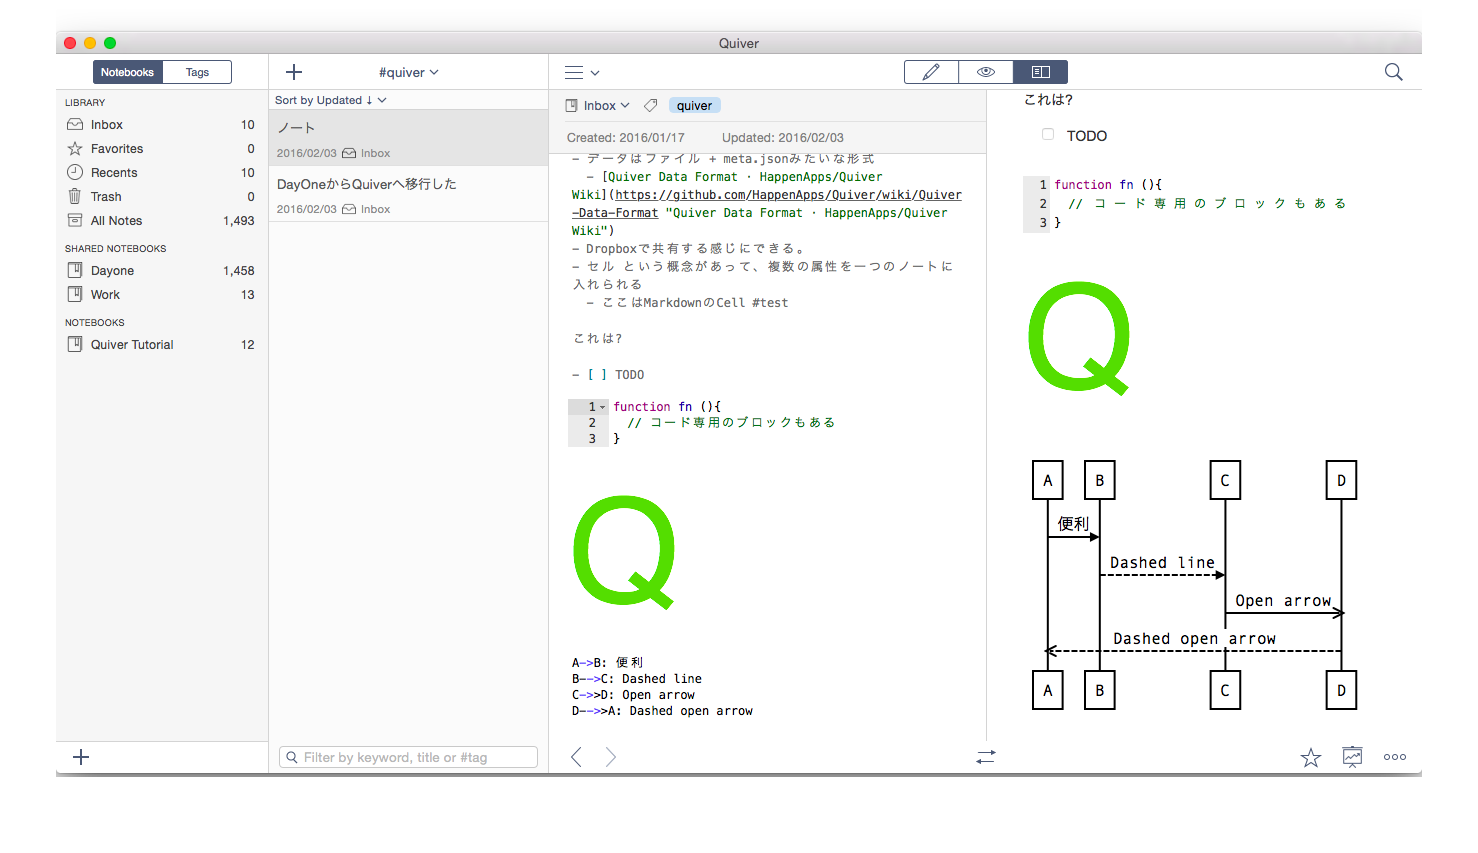 Quiver
Notebooks Tags
LIBRARY
Inbox 10
Favorites 0
Recents 10
Trash 0
All Notes 1,493
SHARED NOTEBOOKS
Dayone 1,458
Work 13
NOTEBOOKS
Quiver Tutorial 12
#quiver
Sort by Updated ↓
ノート
2016/02/03 Inbox
DayOneからQuiverへ移行した
2016/02/03 Inbox
Filter by keyword, title or #tag
Inbox quiver
Created: 2016/01/17 Updated: 2016/02/03
- データはファイル + meta.jsonみたいな形式
- [Quiver Data Format · HappenApps/Quiver
Wiki](https://github.com/HappenApps/Quiver/wiki/Quiver
-Data-Format "Quiver Data Format · HappenApps/Quiver
Wiki")
- Dropboxで共有する感じにできる。
- セル という概念があって、複数の属性を一つのノートに
入れられる
- ここはMarkdownのCell #test
これは?
- [ ] TODO
1 function fn (){
2 // コード専用のブロックもある
3 }
Q
A->B: 便利
B-->C: Dashed line
C->>D: Open arrow
D-->>A: Dashed open arrow
これは?
TODO
1 function fn (){
2 // コード専用のブロックもある
3 }
Q
A B C D
便利
Dashed line
Open arrow
Dashed open arrow
A B C D